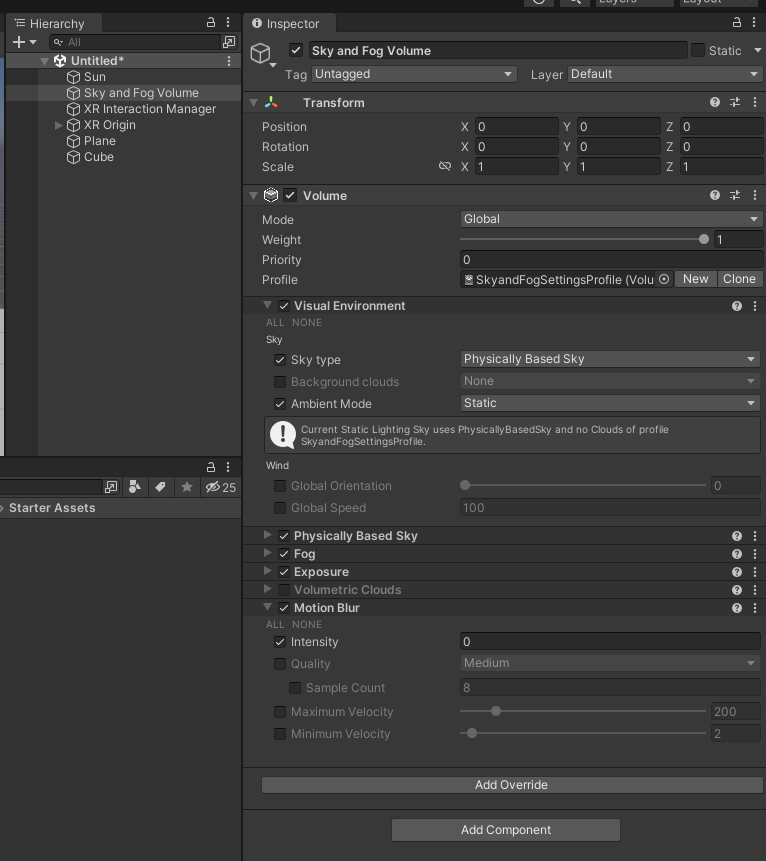 Layers
Layout
Hierarchy
All
Untitled*
Sun
Sky and Fog Volume
XR Interaction Manager
XR Origin
Plane
Cube
25
Starter Assets
Inspector
Sky and Fog Volume
Static
Tag Untagged Layer Default
Transform
Position X 0 Y 0 Z 0
Rotation X 0 Y 0 Z 0
Scale X 1 Y 1 Z 1
Volume
Mode Global
Weight 1
Priority 0
Profile SkyandFogSettingsProfile (Volu New Clone
Visual Environment
ALL NONE
Sky
Sky type Physically Based Sky
Background clouds None
Ambient Mode Static
Current Static Lighting Sky uses PhysicallyBasedSky and no Clouds of profile
SkyandFogSettingsProfile.
Wind
Global Orientation 0
Global Speed 100
Physically Based Sky
Fog
Exposure
Volumetric Clouds
Motion Blur
ALL NONE
Intensity 0
Quality Medium
Sample Count 8
Maximum Velocity 200
Minimum Velocity 2
Add Override
Add Component